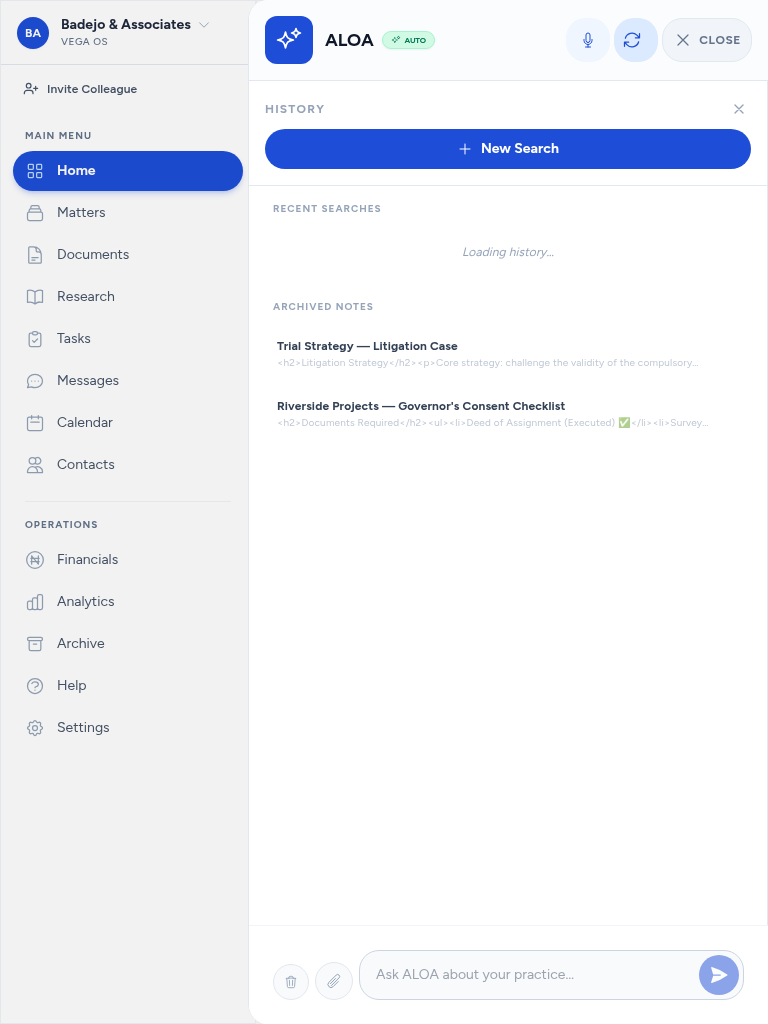 BA
Badejo & Associates
VEGA OS
Invite Colleague
MAIN MENU
Home
Matters
Documents
Research
Tasks
Messages
Calendar
Contacts
OPERATIONS
Financials
Analytics
Archive
Help
Settings
ALOA
AUTO
CLOSE
HISTORY
New Search
RECENT SEARCHES
Loading history...
ARCHIVED NOTES
Trial Strategy — Litigation Case
<h2>Litigation Strategy</h2><p>Core strategy: challenge the validity of the compulsory...
Riverside Projects — Governor's Consent Checklist
<h2>Documents Required</h2><ul><li>Deed of Assignment (Executed) ✅</li><li>Survey...
Ask ALOA about your practice...